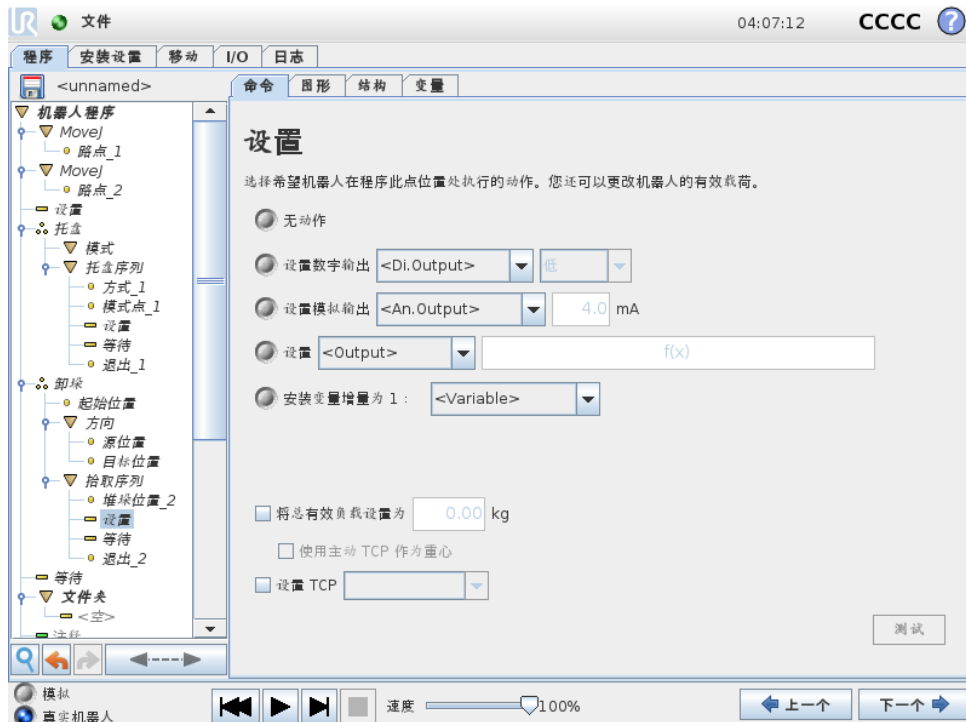 UR 文件 04:07:12 CCCC ?
程序 安装设置 移动 I/O 日志
<unnamed>
命令 图形 结构 变量
机器人程序
MoveJ
路点_1
MoveJ
路点_2
设置
托盘
模式
托盘序列
方式_1
模式点_1
设置
等待
退出_1
卸垛
起始位置
方向
源位置
目标位置
拾取序列
堆垛位置_2
设置
等待
退出_2
等待
文件夹
<空>
注释
设置
选择希望机器人在程序此点位置处执行的动作。您还可以更改机器人的有效载荷。
无动作
设置数字输出 <Di.Output> 低
设置模拟输出 <An.Output> 4.0 mA
设置 <Output> f(x)
安装变量增量为 1： <Variable>
将总有效负载设置为 0.00 kg
使用主动 TCP 作为重心
设置 TCP
测试
模拟
真实机器人
速度 100%
上一个 下一个